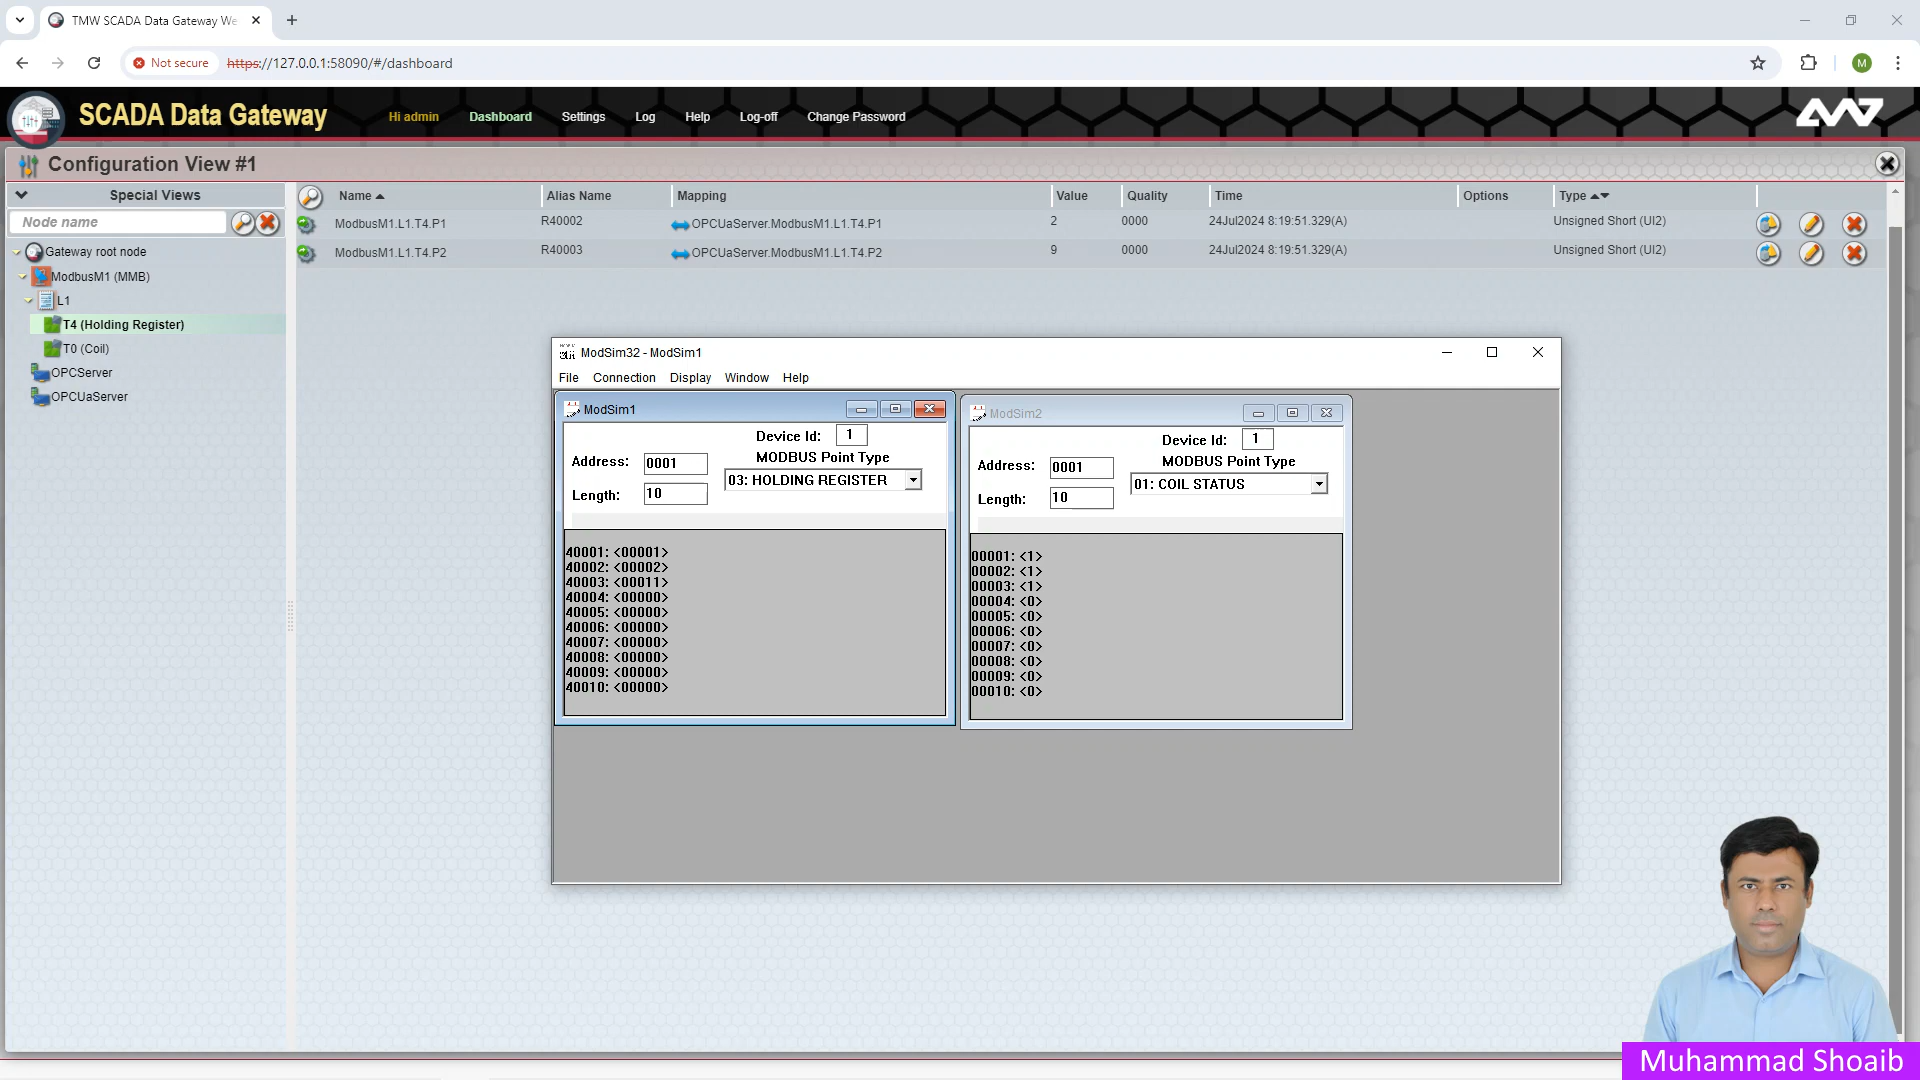 TMW SCADA Data Gateway We
Not secure
https://127.0.0.1:58090/#/dashboard
M
SCADA Data Gateway
Hi admin
Dashboard
Settings
Log
Help
Log-off
Change Password
Configuration View #1
Special Views
Node name
Gateway root node
ModbusM1 (MMB)
L1
T4 (Holding Register)
T0 (Coil)
OPCServer
OPCUaServer
Name Alias Name Mapping Value Quality Time Options Type
ModbusM1.L1.T4.P1 R40002 OPCUaServer.ModbusM1.L1.T4.P1 2 0000 24Jul2024 8:19:51.329(A) Unsigned Short (UI2)
ModbusM1.L1.T4.P2 R40003 OPCUaServer.ModbusM1.L1.T4.P2 9 0000 24Jul2024 8:19:51.329(A) Unsigned Short (UI2)
ModSim32 - ModSim1
File Connection Display Window Help
ModSim1
Device Id: 1
Address: 0001
MODBUS Point Type
03: HOLDING REGISTER
Length: 10
40001: <00001>
40002: <00002>
40003: <00011>
40004: <00000>
40005: <00000>
40006: <00000>
40007: <00000>
40008: <00000>
40009: <00000>
40010: <00000>
ModSim2
Device Id: 1
Address: 0001
MODBUS Point Type
01: COIL STATUS
Length: 10
00001: <1>
00002: <1>
00003: <1>
00004: <0>
00005: <0>
00006: <0>
00007: <0>
00008: <0>
00009: <0>
00010: <0>
Muhammad Shoaib